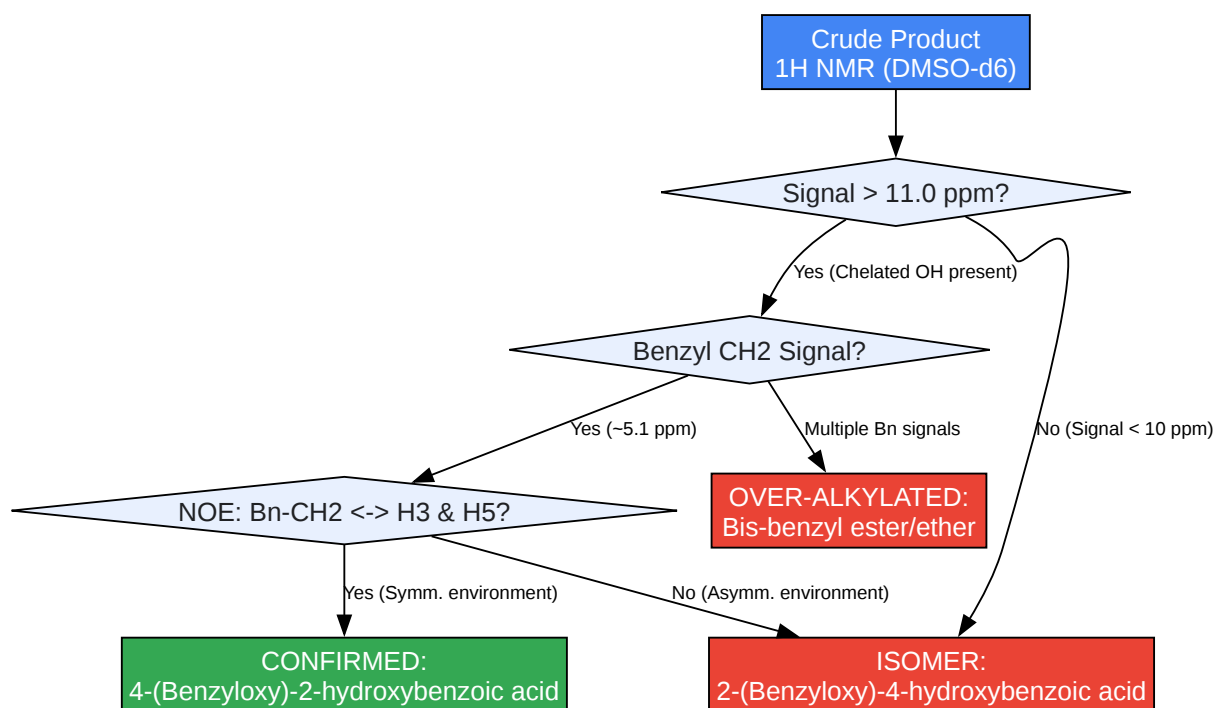 Crude Product
1H NMR (DMSO-d6)
Signal > 11.0 ppm?
Yes (Chelated OH present)
Benzyl CH2 Signal?
Yes (~5.1 ppm)
Multiple Bn signals
No (Signal < 10 ppm)
NOE: Bn-CH2 <-> H3 & H5?
OVER-ALKYLATED:
Bis-benzyl ester/ether
Yes (Symm. environment)
No (Asymm. environment)
CONFIRMED:
4-(Benzyloxy)-2-hydroxybenzoic acid
ISOMER:
2-(Benzyloxy)-4-hydroxybenzoic acid